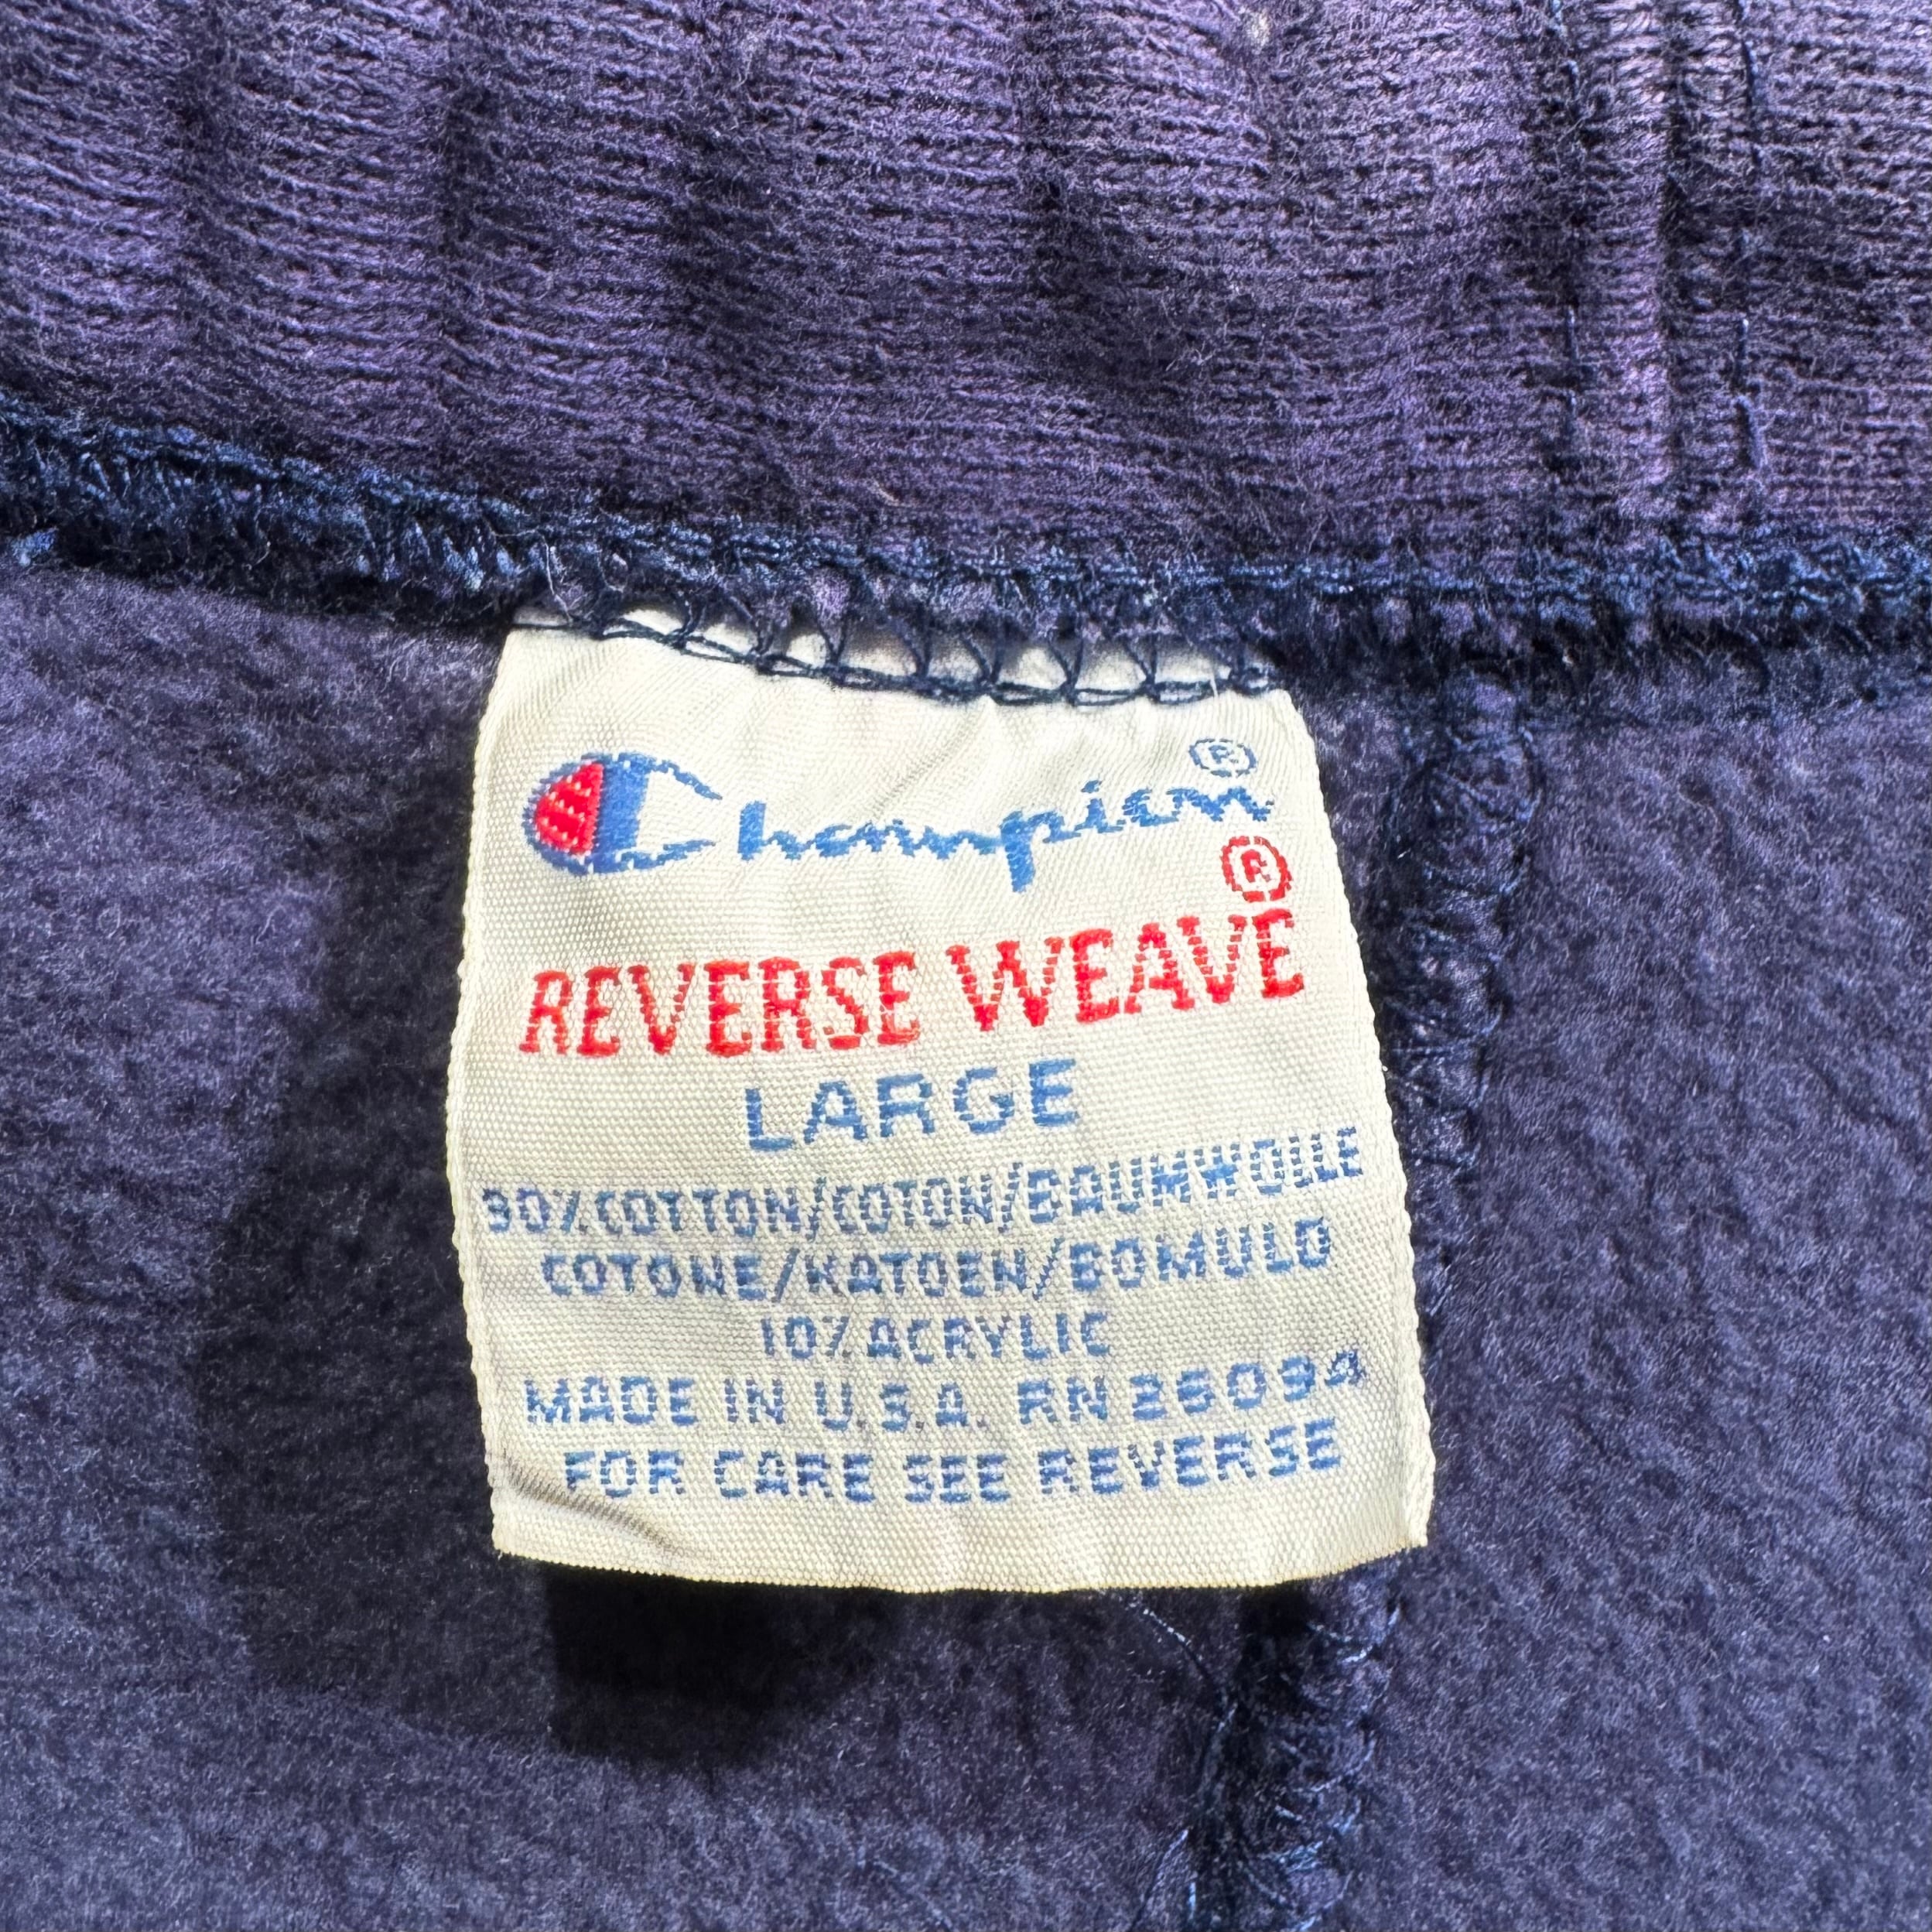 Champion®
®
REVERSE WEAVE
LARGE
90%COTTON/COTON/BAUMWOLLE
COTONE/KATOEN/BOMULD
10%ACRYLIC
MADE IN U.S.A. RN 26094
FOR CARE SEE REVERSE